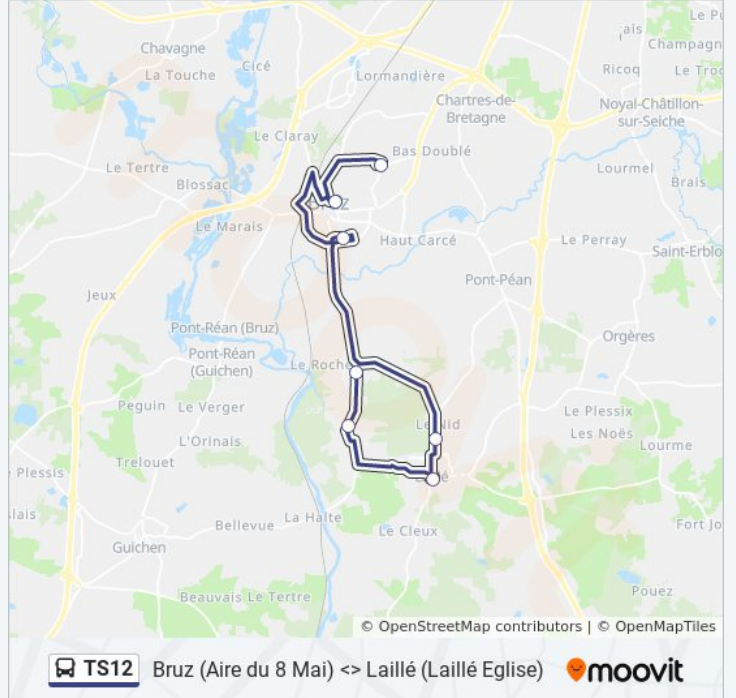 Le
Chavagne
Cicé
La Touche
Lormandière
Champagn
Ricoq
Le
Chartres-de-
Bretagne
Noyal-Châtillon-
sur-Seiche
Le Claray
Bas Doublé
Le Tertre
Blossac
Lourmel
Brais
Le Marais
Haut Carcé
Le Perray
Saint-Erblo
Pont-Péan
Jeux
Pont-Réan (Bruz)
Orgères
Pont-Réan
(Guichen)
Le Roche
Peguin
Le Verger
Le Plessix
Le Nid
Les Noës
L'Orinais
Lourme
Trelouet
Plessis
La Halte
Bellevue
Le Cleux
Fort Jo
Guichen
Pouez
Beauvais Le Tertre
© OpenStreetMap contributors | © OpenMapTiles
TS12 Bruz (Aire du 8 Mai) <> Laillé (Laillé Eglise) moovit